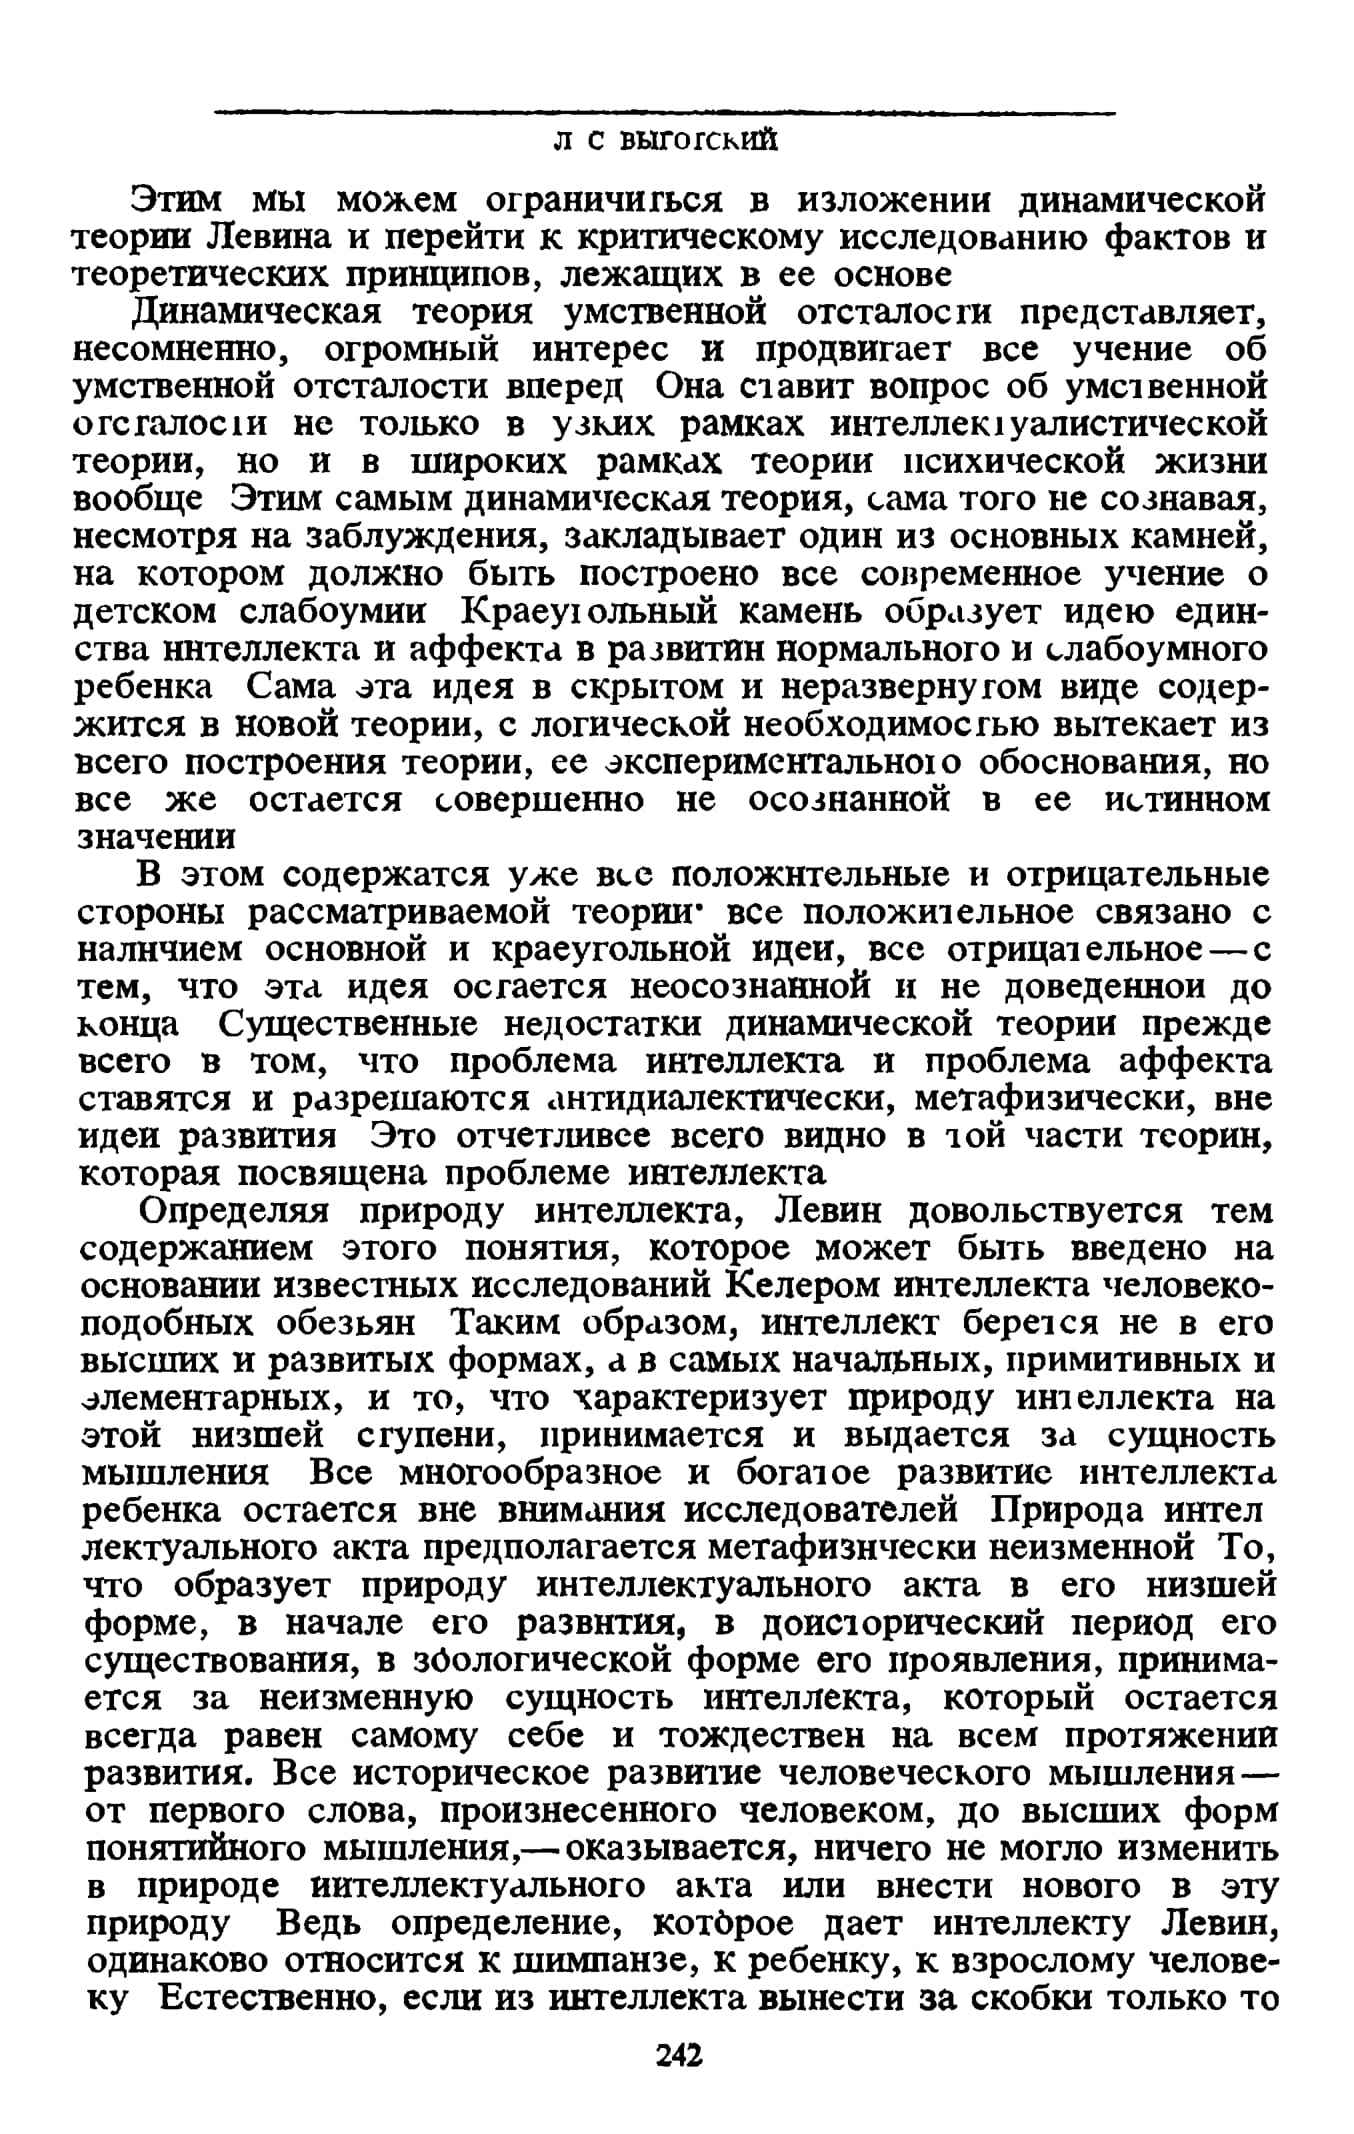 Л С ВЫГОТСКИЙ
Этим мы можем ограничиться в изложении динамической
теории Левина и перейти к критическому исследованию фактов и
теоретических принципов, лежащих в ее основе
Динамическая теория умственной отсталости представляет,
несомненно, огромный интерес и продвигает все учение об
умственной отсталости вперед Она ставит вопрос об умственной
отсталости не только в узких рамках интеллектуалистической
теории, но и в широких рамках теории психической жизни
вообще Этим самым динамическая теория, сама того не сознавая,
несмотря на заблуждения, закладывает один из основных камней,
на котором должно быть построено все современное учение о
детском слабоумии Краеугольный камень образует идею един-
ства интеллекта и аффекта в развитии нормального и слабоумного
ребенка Сама эта идея в скрытом и неразвернутом виде содер-
жится в новой теории, с логической необходимостью вытекает из
всего построения теории, ее экспериментального обоснования, но
все же остается совершенно не осознанной в ее истинном
значении
В этом содержатся уже все положительные и отрицательные
стороны рассматриваемой теории· все положительное связано с
наличием основной и краеугольной идеи, все отрицательное — с
тем, что эта идея остается неосознанной и не доведенной до
конца Существенные недостатки динамической теории прежде
всего в том, что проблема интеллекта и проблема аффекта
ставятся и разрешаются антидиалектически, метафизически, вне
идеи развития Это отчетливее всего видно в той части теории,
которая посвящена проблеме интеллекта
Определяя природу интеллекта, Левин довольствуется тем
содержанием этого понятия, которое может быть введено на
основании известных исследований Келером интеллекта человеко-
подобных обезьян Таким образом, интеллект берется не в его
высших и развитых формах, а в самых начальных, примитивных и
элементарных, и то, что характеризует природу интеллекта на
этой низшей ступени, принимается и выдается за сущность
мышления Все многообразное и богатое развитие интеллекта
ребенка остается вне внимания исследователей Природа интел
лектуального акта предполагается метафизически неизменной То,
что образует природу интеллектуального акта в его низшей
форме, в начале его развития, в доисторический период его
существования, в зоологической форме его проявления, принима-
ется за неизменную сущность интеллекта, который остается
всегда равен самому себе и тождествен на всем протяжении
развития. Все историческое развитие человеческого мышления —
от первого слова, произнесенного человеком, до высших форм
понятийного мышления,— оказывается, ничего не могло изменить
в природе интеллектуального акта или внести нового в эту
природу Ведь определение, которое дает интеллекту Левин,
одинаково относится к шимпанзе, к ребенку, к взрослому челове-
ку Естественно, если из интеллекта вынести за скобки только то
242